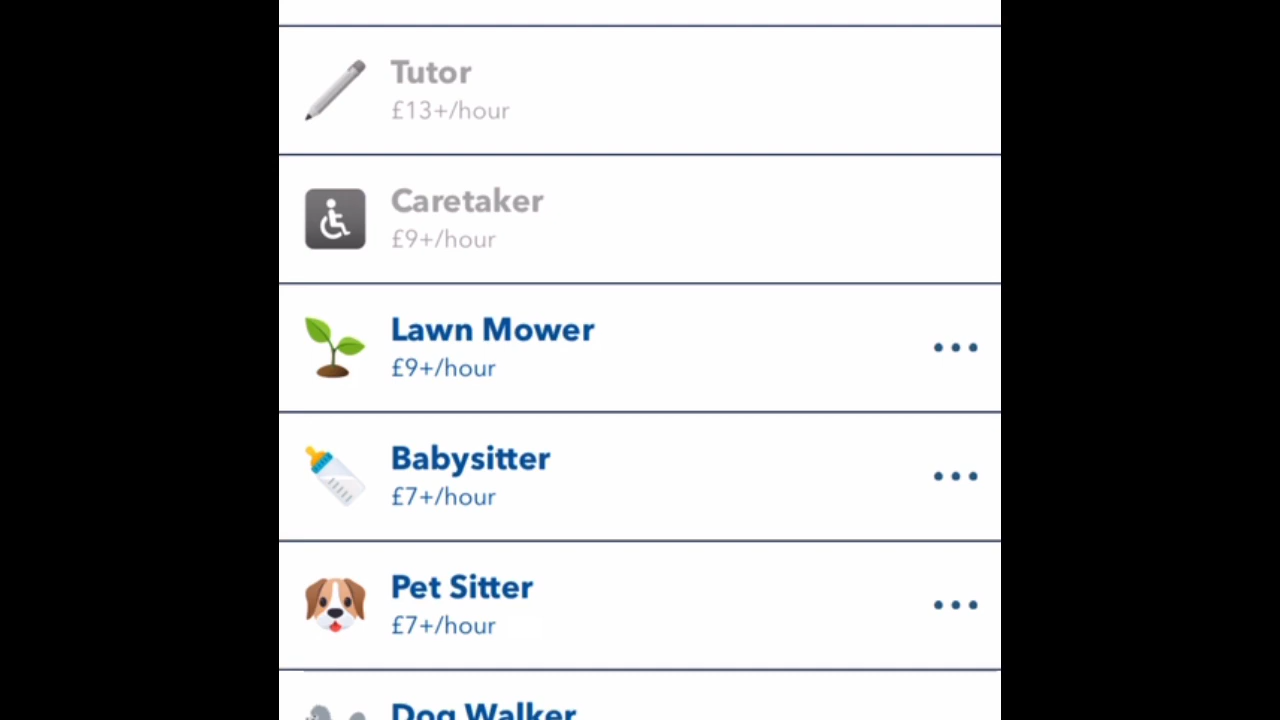 Tutor
£13+/hour
Caretaker
£9+/hour
Lawn Mower
£9+/hour
Babysitter
£7+/hour
Pet Sitter
£7+/hour
Dog Walker